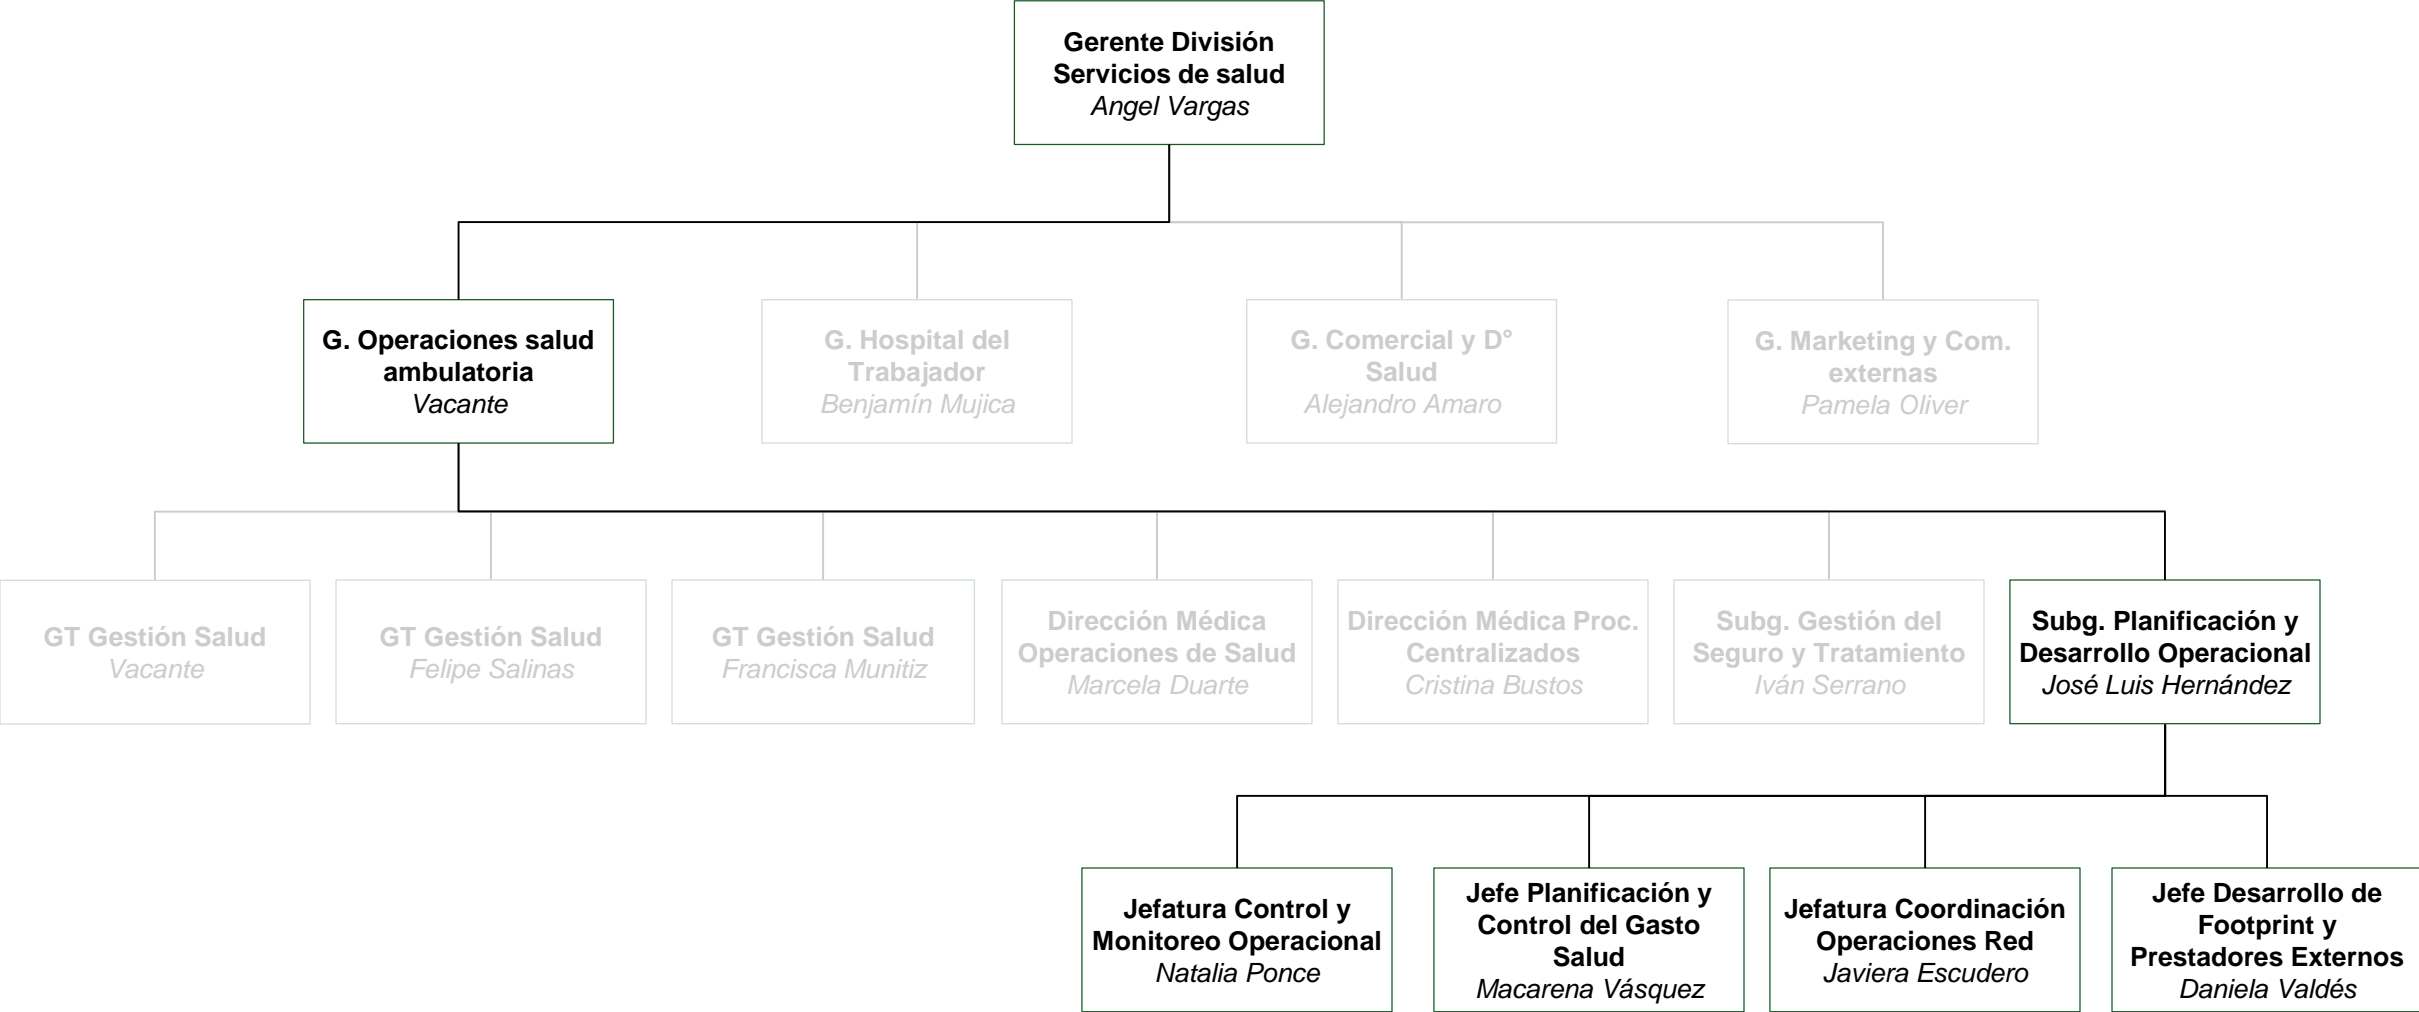 Gerente División
Servicios de salud
Angel Vargas
G. Operaciones salud
ambulatoria
Vacante
G. Hospital del
Trabajador
Benjamín Mujica
G. Comercial y D°
Salud
Alejandro Amaro
G. Marketing y Com.
externas
Pamela Oliver
GT Gestión Salud
Vacante
GT Gestión Salud
Felipe Salinas
GT Gestión Salud
Francisca Munitiz
Dirección Médica
Operaciones de Salud
Marcela Duarte
Dirección Médica Proc.
Centralizados
Cristina Bustos
Subg. Gestión del
Seguro y Tratamiento
Iván Serrano
Subg. Planificación y
Desarrollo Operacional
José Luis Hernández
Jefatura Control y
Monitoreo Operacional
Natalia Ponce
Jefe Planificación y
Control del Gasto
Salud
Macarena Vásquez
Jefatura Coordinación
Operaciones Red
Javiera Escudero
Jefe Desarrollo de
Footprint y
Prestadores Externos
Daniela Valdés